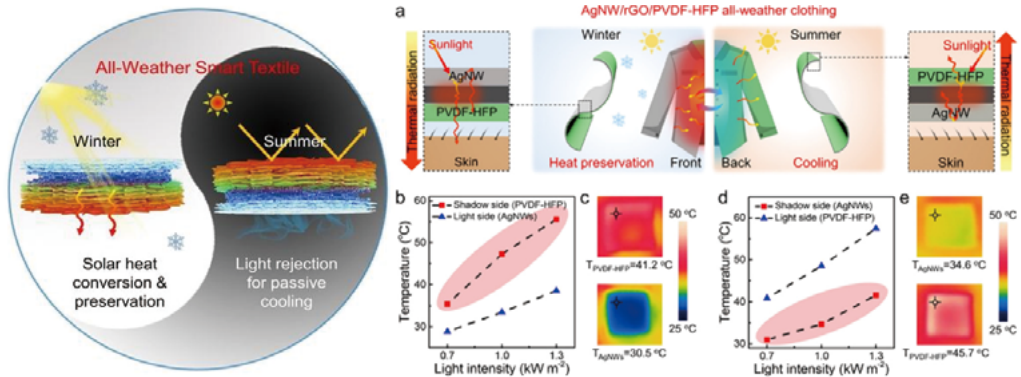 All-Weather Smart Textile
Winter
Summer
Solar heat
conversion &
preservation
Light rejection
for passive
cooling
a
AgNW/rGO/PVDF-HFP all-weather clothing
Thermal radiation
Sunlight
AgNW
PVDF-HFP
Skin
Winter
Heat preservation
Front
Summer
Back
Cooling
Sunlight
PVDF-HFP
AgNW
Skin
Thermal radiation
b
Temperature (°C)
60
50
40
30
Shadow side (PVDF-HFP)
Light side (AgNWs)
0.7 1.0 1.3
Light intensity (kW m-2)
c
50 °C
25 °C
TPVDF-HFP=41.2 °C
TAgNWs=30.5 °C
d
Temperature (°C)
60
50
40
30
Shadow side (AgNWs)
Light side (PVDF-HFP)
0.7 1.0 1.3
Light intensity (kW m-2)
e
50 °C
25 °C
TAgNWs=34.6 °C
TPVDF-HFP=45.7 °C